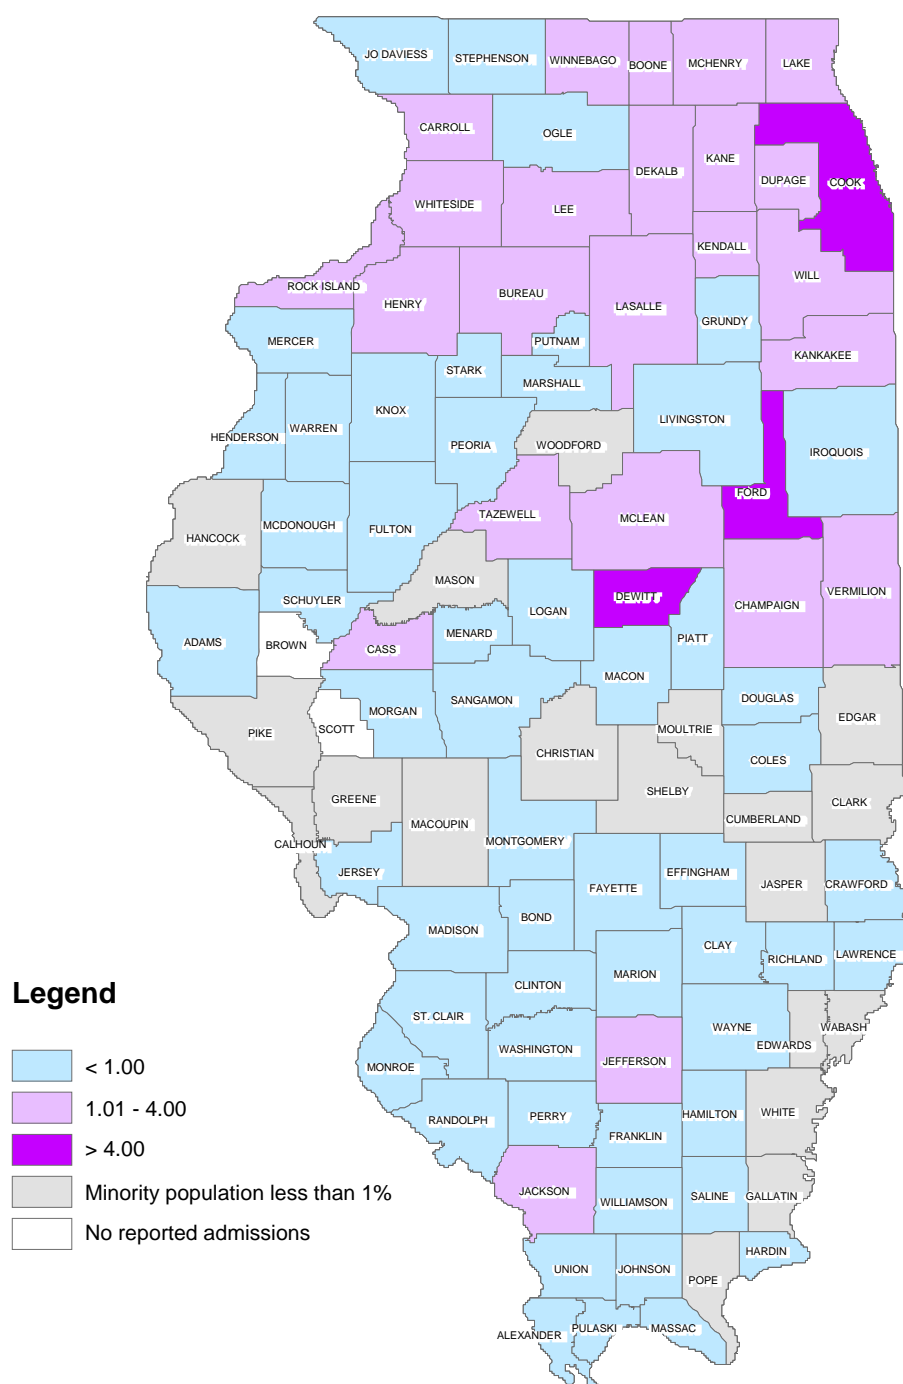 JO DAVIESS
STEPHENSON
WINNEBAGO
BOONE
MCHENRY
LAKE
CARROLL
OGLE
DEKALB
KANE
DUPAGE
COOK
WHITESIDE
LEE
KENDALL
WILL
ROCK ISLAND
HENRY
BUREAU
LASALLE
GRUNDY
MERCER
PUTNAM
KANKAKEE
STARK
MARSHALL
HENDERSON
WARREN
KNOX
PEORIA
WOODFORD
LIVINGSTON
IROQUOIS
FORD
HANCOCK
MCDONOUGH
FULTON
TAZEWELL
MCLEAN
MASON
SCHUYLER
LOGAN
DEWITT
CHAMPAIGN
VERMILION
ADAMS
BROWN
CASS
MENARD
PIATT
MACON
SANGAMON
MORGAN
DOUGLAS
PIKE
SCOTT
CHRISTIAN
MOULTRIE
EDGAR
COLES
SHELBY
GREENE
MACOUPIN
CUMBERLAND
CLARK
CALHOUN
MONTGOMERY
JERSEY
FAYETTE
EFFINGHAM
JASPER
CRAWFORD
MADISON
BOND
CLAY
RICHLAND
LAWRENCE
MARION
CLINTON
ST. CLAIR
WAYNE
EDWARDS
WABASH
WASHINGTON
JEFFERSON
MONROE
RANDOLPH
PERRY
HAMILTON
WHITE
FRANKLIN
JACKSON
WILLIAMSON
SALINE
GALLATIN
HARDIN
UNION
JOHNSON
POPE
ALEXANDER
PULASKI
MASSAC
Legend
< 1.00
1.01 - 4.00
> 4.00
Minority population less than 1%
No reported admissions